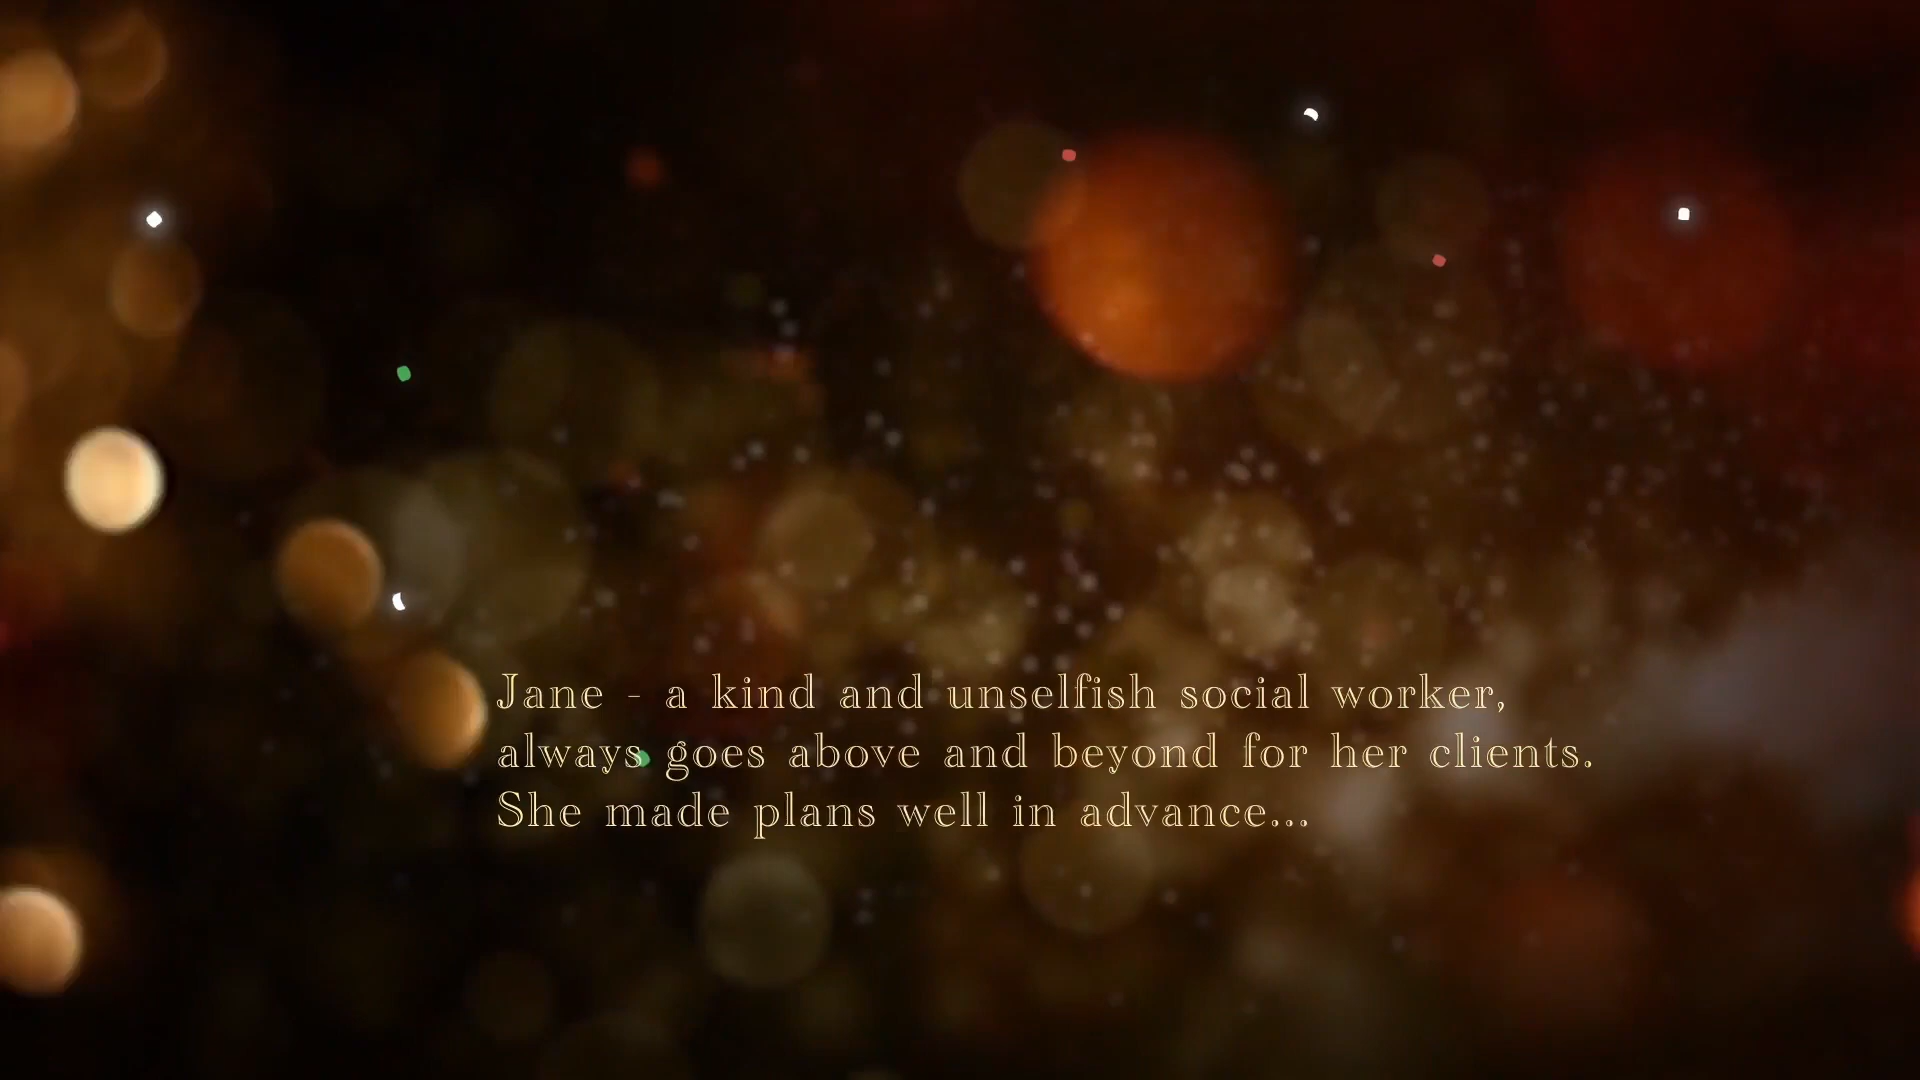 Jane - a kind and unselfish social worker,
always goes above and beyond for her clients.
She made plans well in advance...